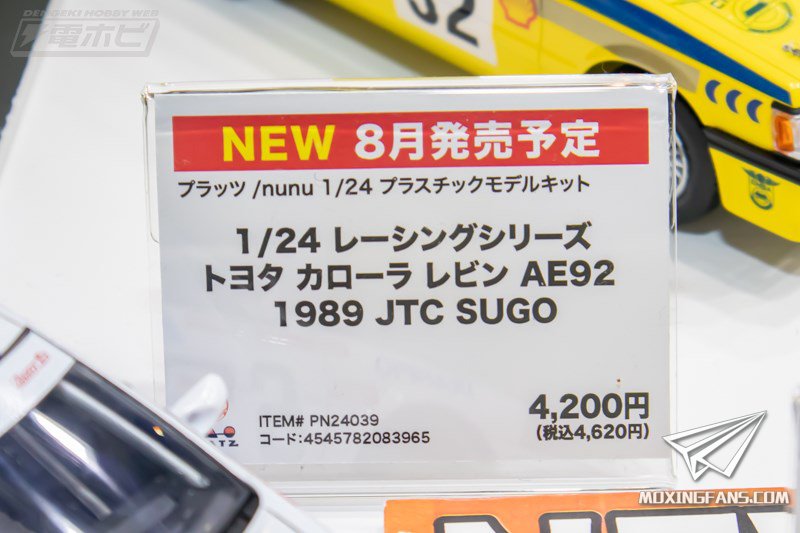 DENGEKI HOBBY WEB
電ホビ
52
NEW 8月発売予定
プラッツ /nunu 1/24 プラスチックモデルキット
1/24 レーシングシリーズ
トヨタ カローラ レビン AE92
1989 JTC SUGO
ITEM# PN24039
コード:4545782083965
4,200円
(税込4,620円)
MOXINGFANS.COM